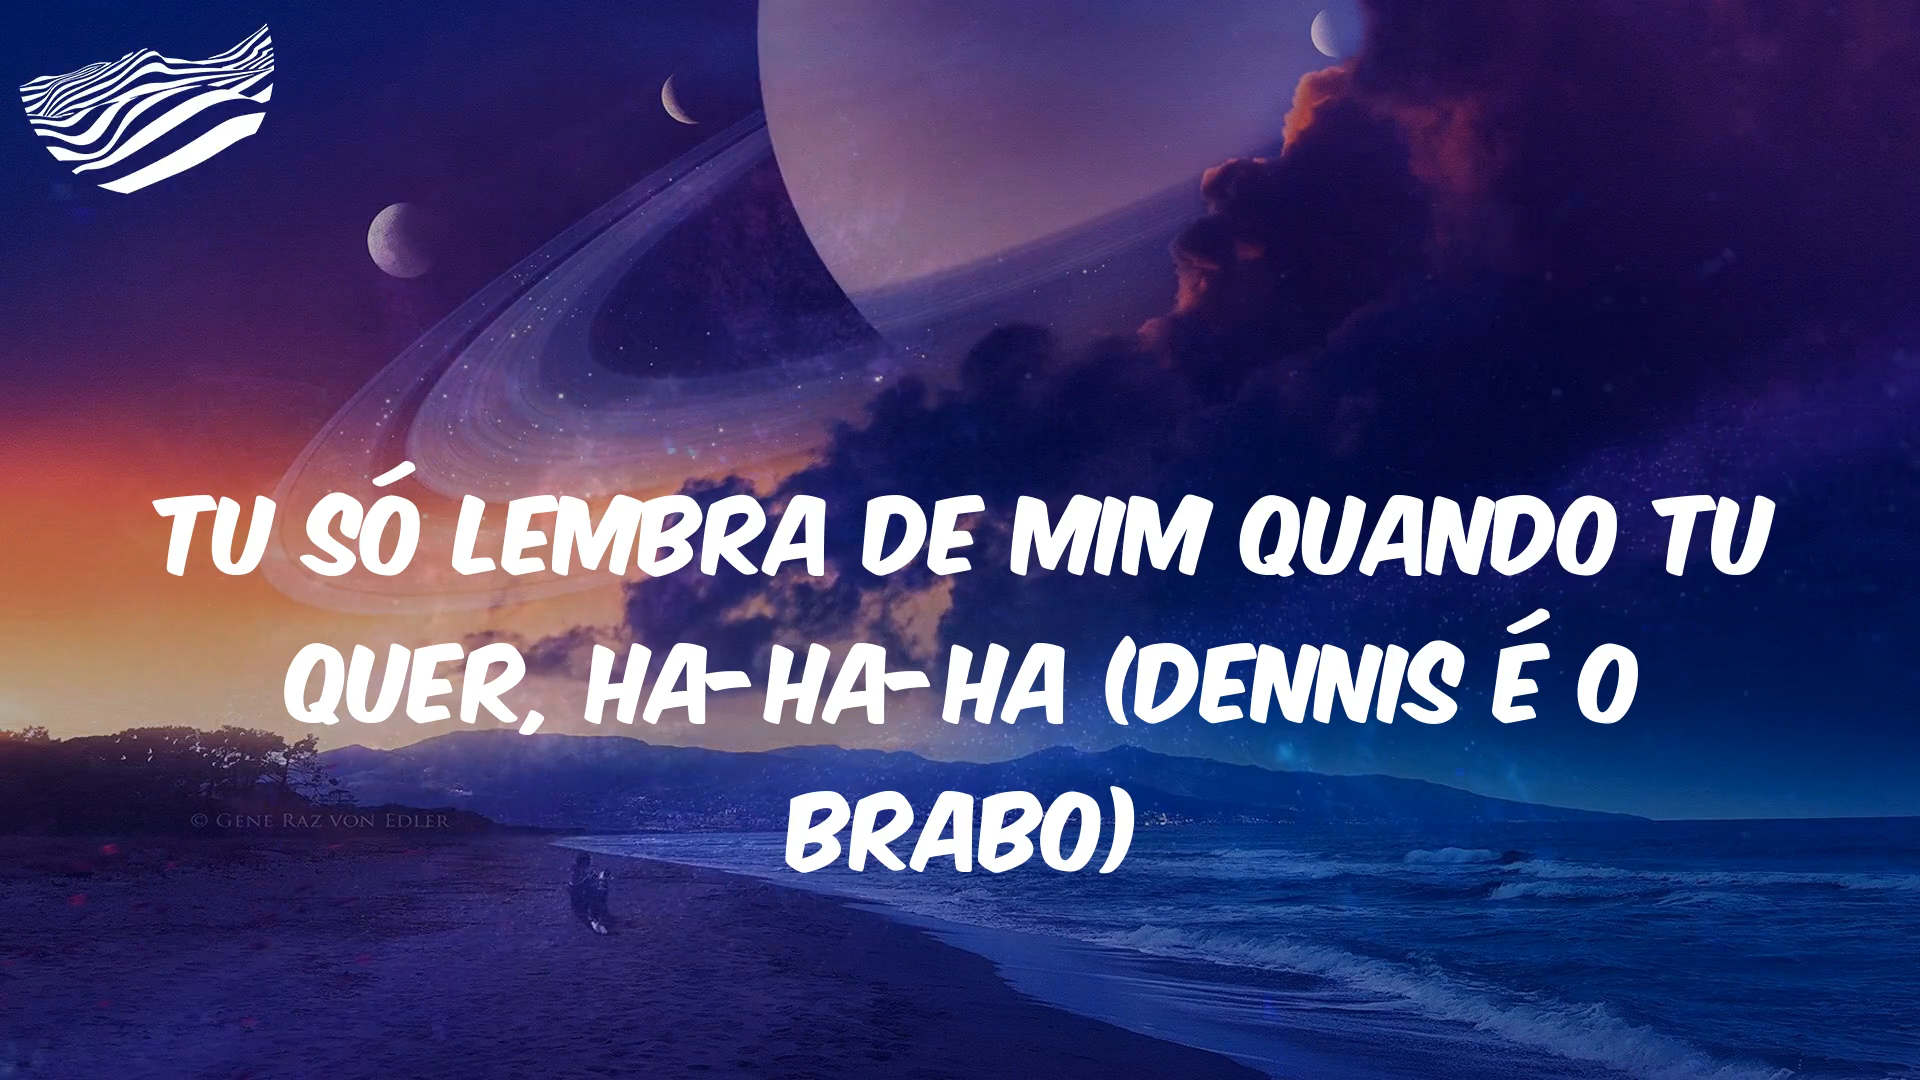 TU SÓ LEMBRA DE MIM QUANDO TU
QUER, HA-HA-HA (DENNIS É O
BRABO)
© GENE RAZ VON EDLER